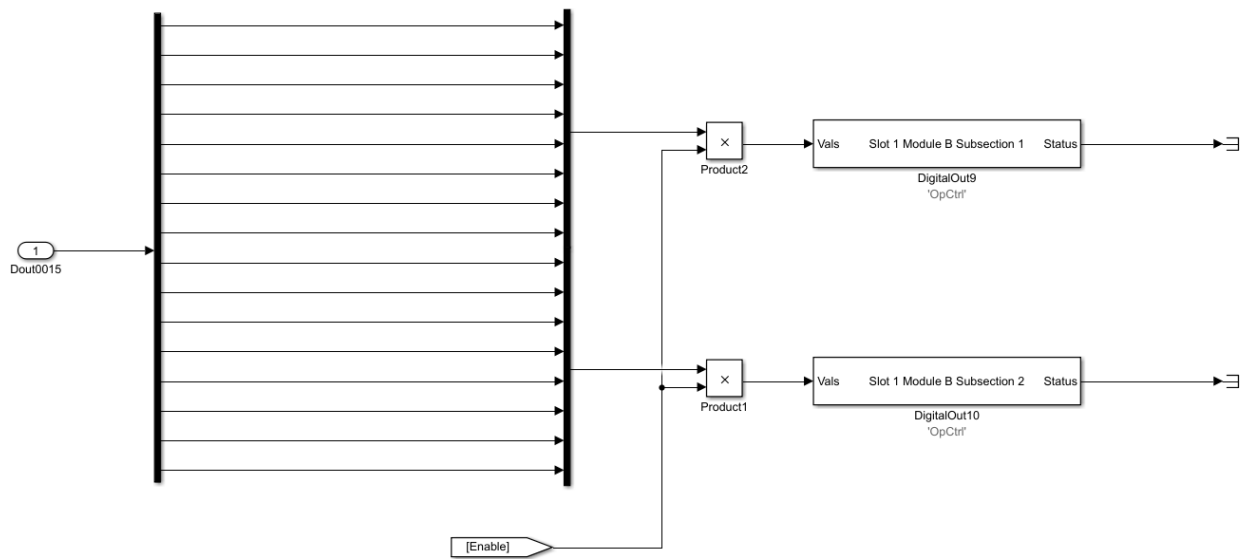 1
Dout0015
×
Product2
Vals Slot 1 Module B Subsection 1 Status
DigitalOut9
'OpCtrl'
×
Product1
Vals Slot 1 Module B Subsection 2 Status
DigitalOut10
'OpCtrl'
[Enable]